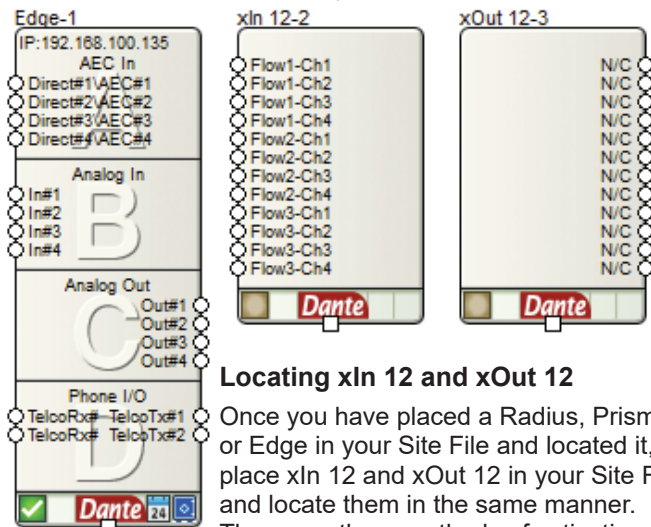 Edge-1
IP:192.168.100.135
AEC In
Direct#1\AEC#1
Direct#2\AEC#2
Direct#3\AEC#3
Direct#4\AEC#4
A
Analog In
In#1
In#2
In#3
In#4
B
Analog Out
Out#1
Out#2
Out#3
Out#4
C
Phone I/O
TelcoRx# TelcoTx#1
TelcoRx# TelcoTx#2
D
Dante 24
xIn 12-2
Flow1-Ch1
Flow1-Ch2
Flow1-Ch3
Flow1-Ch4
Flow2-Ch1
Flow2-Ch2
Flow2-Ch3
Flow2-Ch4
Flow3-Ch1
Flow3-Ch2
Flow3-Ch3
Flow3-Ch4
Dante
xOut 12-3
N/C
N/C
N/C
N/C
N/C
N/C
N/C
N/C
N/C
N/C
N/C
N/C
Dante
Locating xIn 12 and xOut 12
Once you have placed a Radius, Prism
or Edge in your Site File and located it,
place xIn 12 and xOut 12 in your Site
and locate them in the same manner.